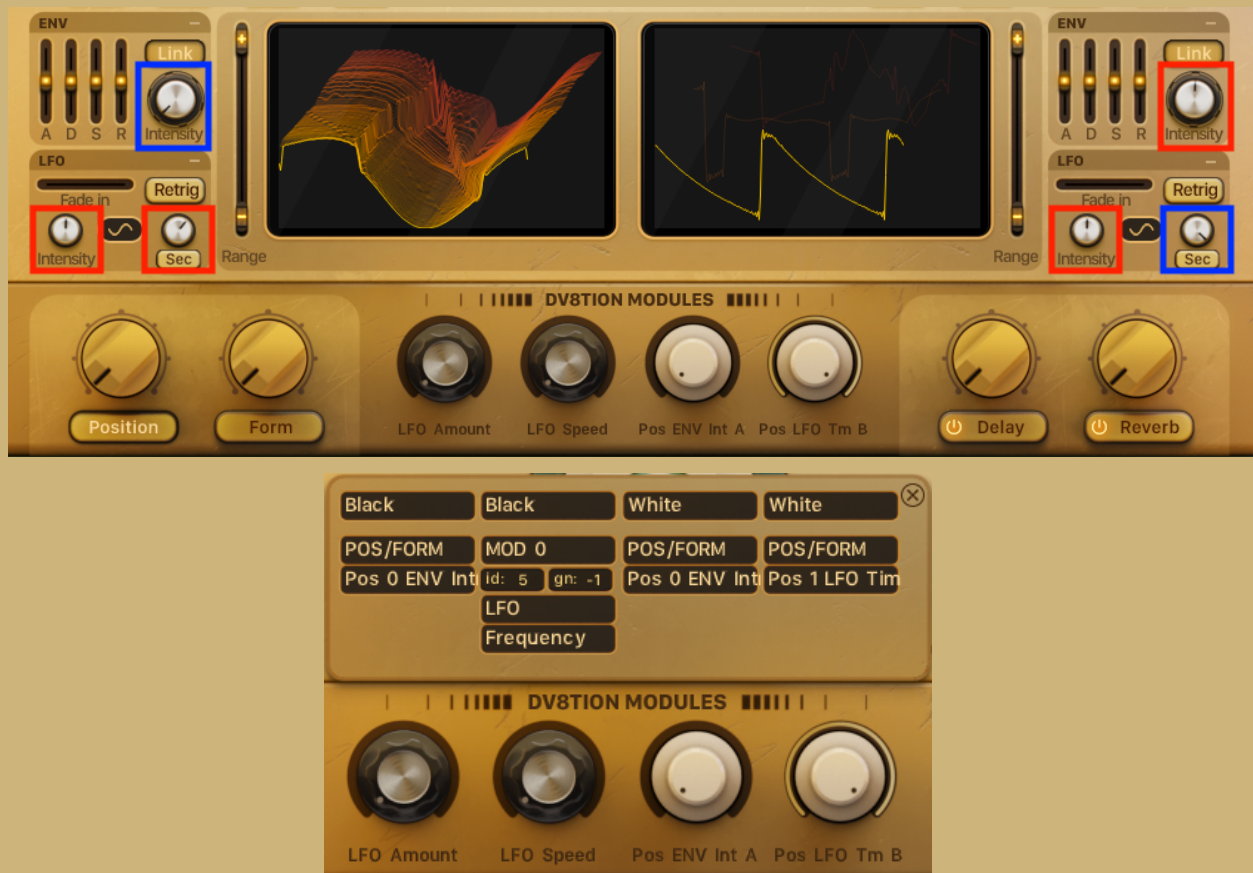 ENV
Link
A D S R
Intensity
LFO
Retrig
Fade in
Intensity
Sec
Range
Range
ENV
Link
A D S R
Intensity
LFO
Retrig
Fade in
Intensity
Sec
DV8TION MODULES
Position
Form
LFO Amount
LFO Speed
Pos ENV Int A
Pos LFO Tm B
Delay
Reverb
Black
Black
White
White
POS/FORM
MOD 0
POS/FORM
POS/FORM
Pos 0 ENV Int
id: 5
gn: -1
Pos 0 ENV Int
Pos 1 LFO Tim
LFO
Frequency
DV8TION MODULES
LFO Amount
LFO Speed
Pos ENV Int A
Pos LFO Tm B